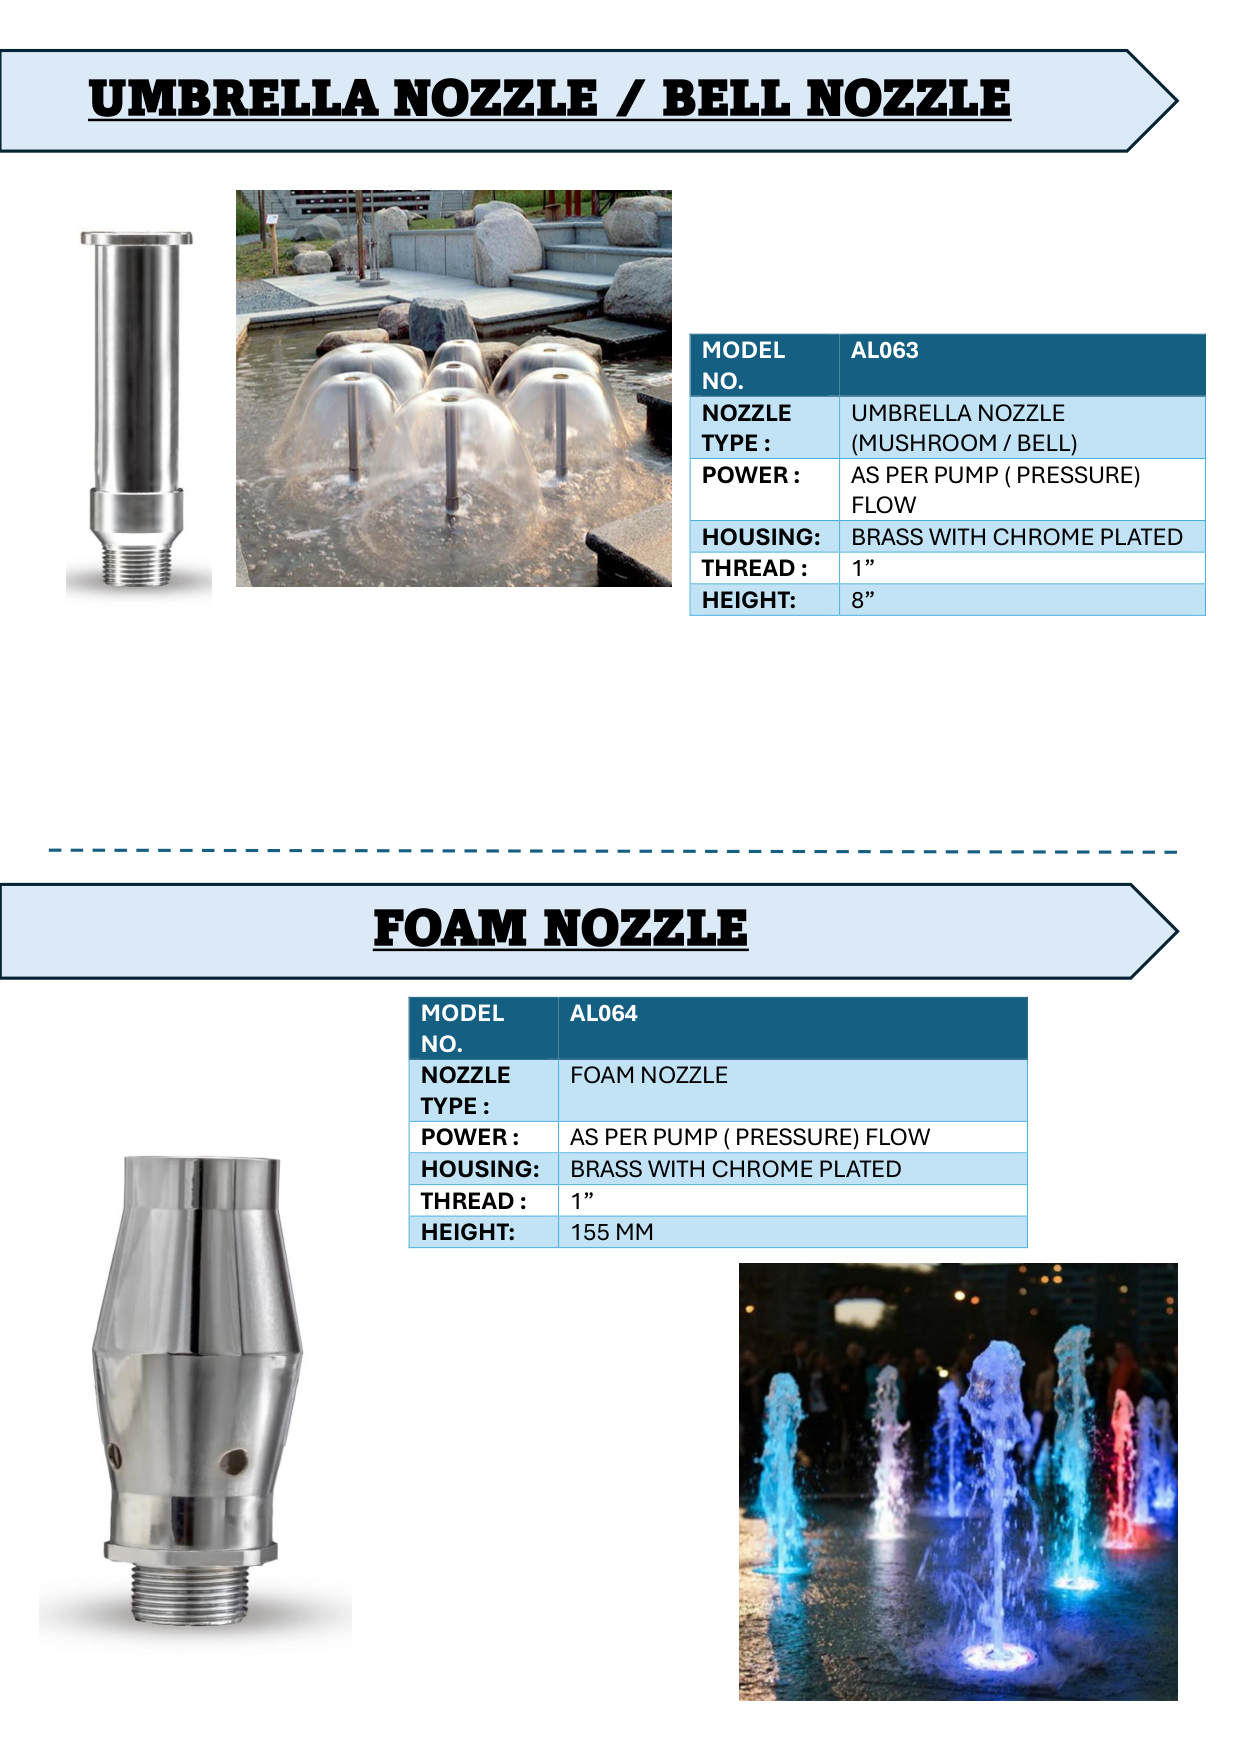 UMBRELLA NOZZLE / BELL NOZZLE
MODEL NO. AL063
NOZZLE TYPE : UMBRELLA NOZZLE (MUSHROOM / BELL)
POWER : AS PER PUMP ( PRESSURE) FLOW
HOUSING: BRASS WITH CHROME PLATED
THREAD : 1”
HEIGHT: 8”
FOAM NOZZLE
MODEL NO. AL064
NOZZLE TYPE : FOAM NOZZLE
POWER : AS PER PUMP ( PRESSURE) FLOW
HOUSING: BRASS WITH CHROME PLATED
THREAD : 1”
HEIGHT: 155 MM